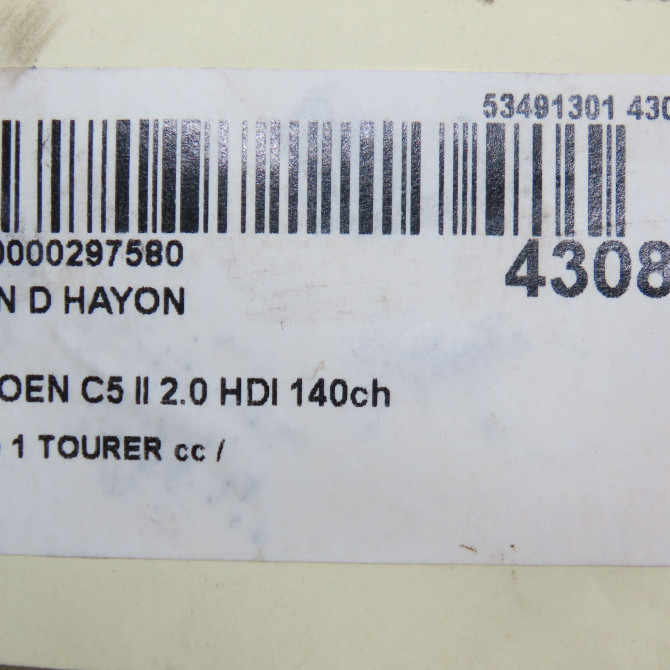 53491301 430
0000297580
4308
N D HAYON
OEN C5 II 2.0 HDI 140ch
1 TOURER cc /